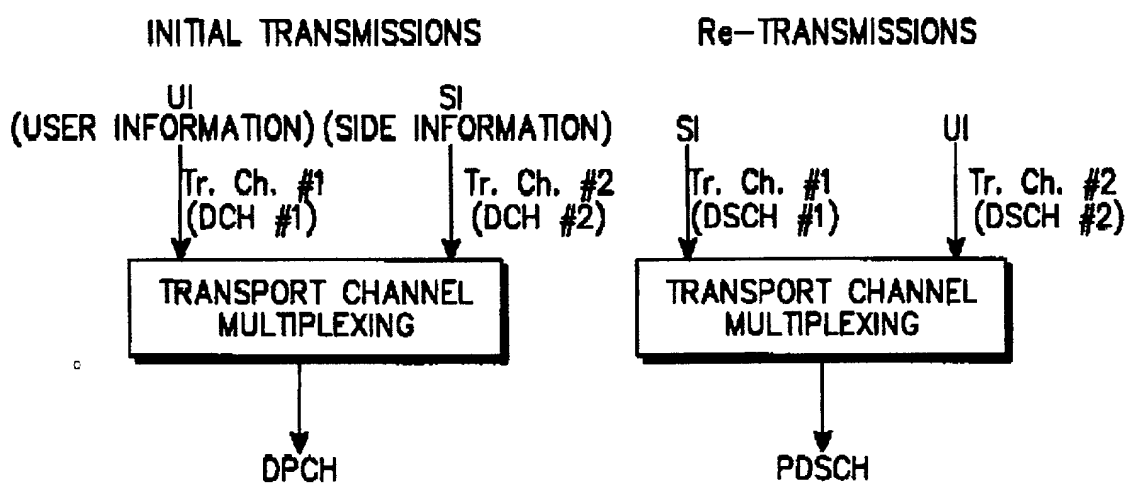 INITIAL TRANSMISSIONS
UI
(USER INFORMATION)
SI
(SIDE INFORMATION)
Tr. Ch. #1
(DCH #1)
Tr. Ch. #2
(DCH #2)
TRANSPORT CHANNEL
MULTIPLEXING
DPCH
Re-TRANSMISSIONS
SI
UI
Tr. Ch. #1
(DSCH #1)
Tr. Ch. #2
(DSCH #2)
TRANSPORT CHANNEL
MULTIPLEXING
PDSCH